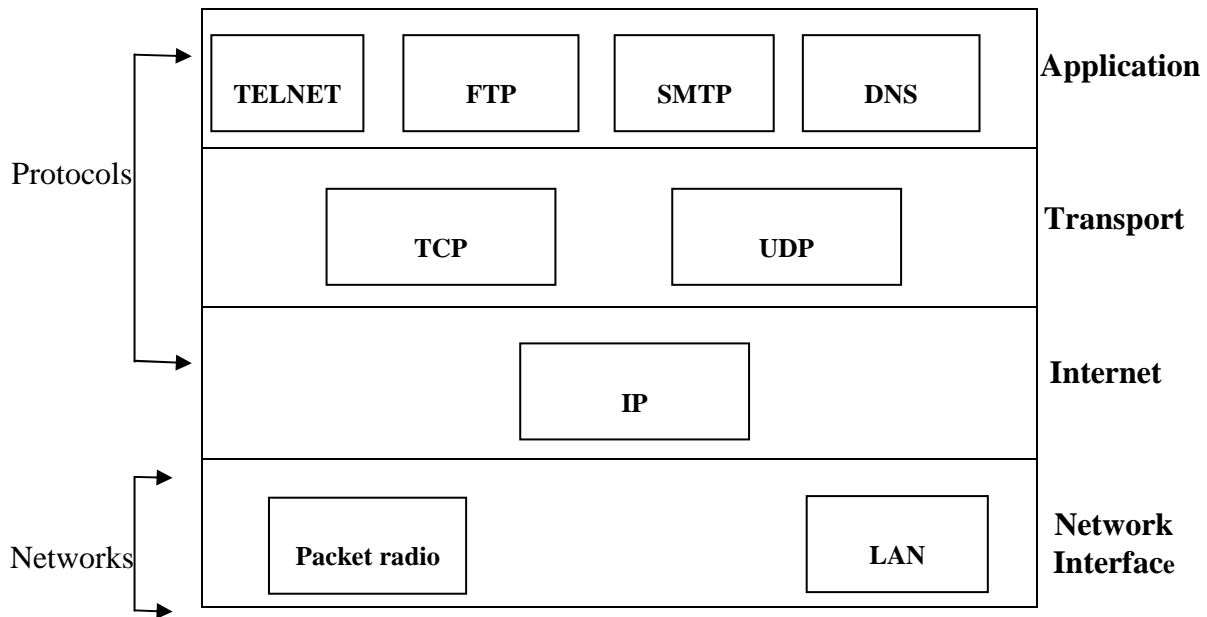 Application
TELNET FTP SMTP DNS
Protocols
Transport
TCP UDP
Internet
IP
Network
Interface
Networks
Packet radio LAN